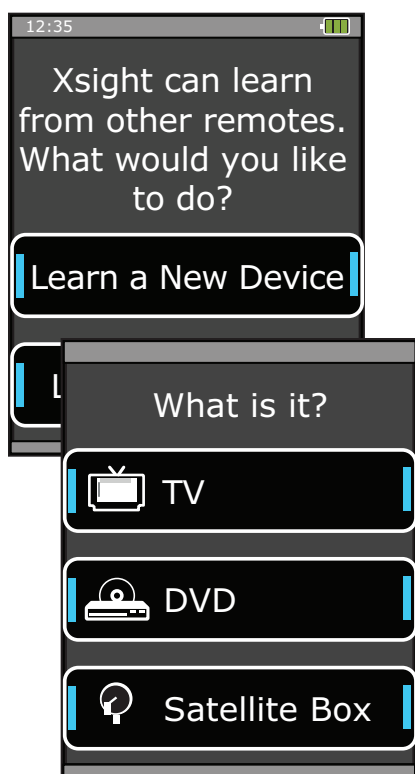 12:35
Xsight can learn
from other remotes.
What would you like
to do?
Learn a New Device
What is it?
TV
DVD
Satellite Box